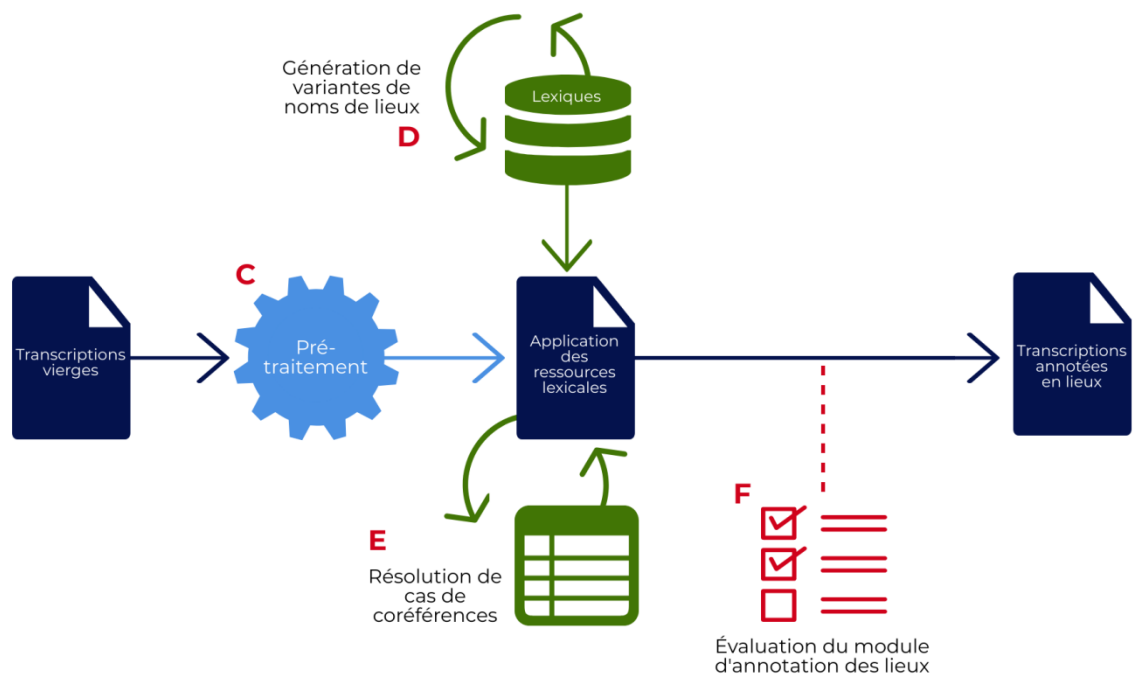 Génération de
variantes de
noms de lieux
D
Lexiques
C
Transcriptions
vierges
Pré-
traitement
Application
des
ressources
lexicales
Transcriptions
annotées
en lieux
E
Résolution de
cas de
coréférences
F
Évaluation du module
d'annotation des lieux